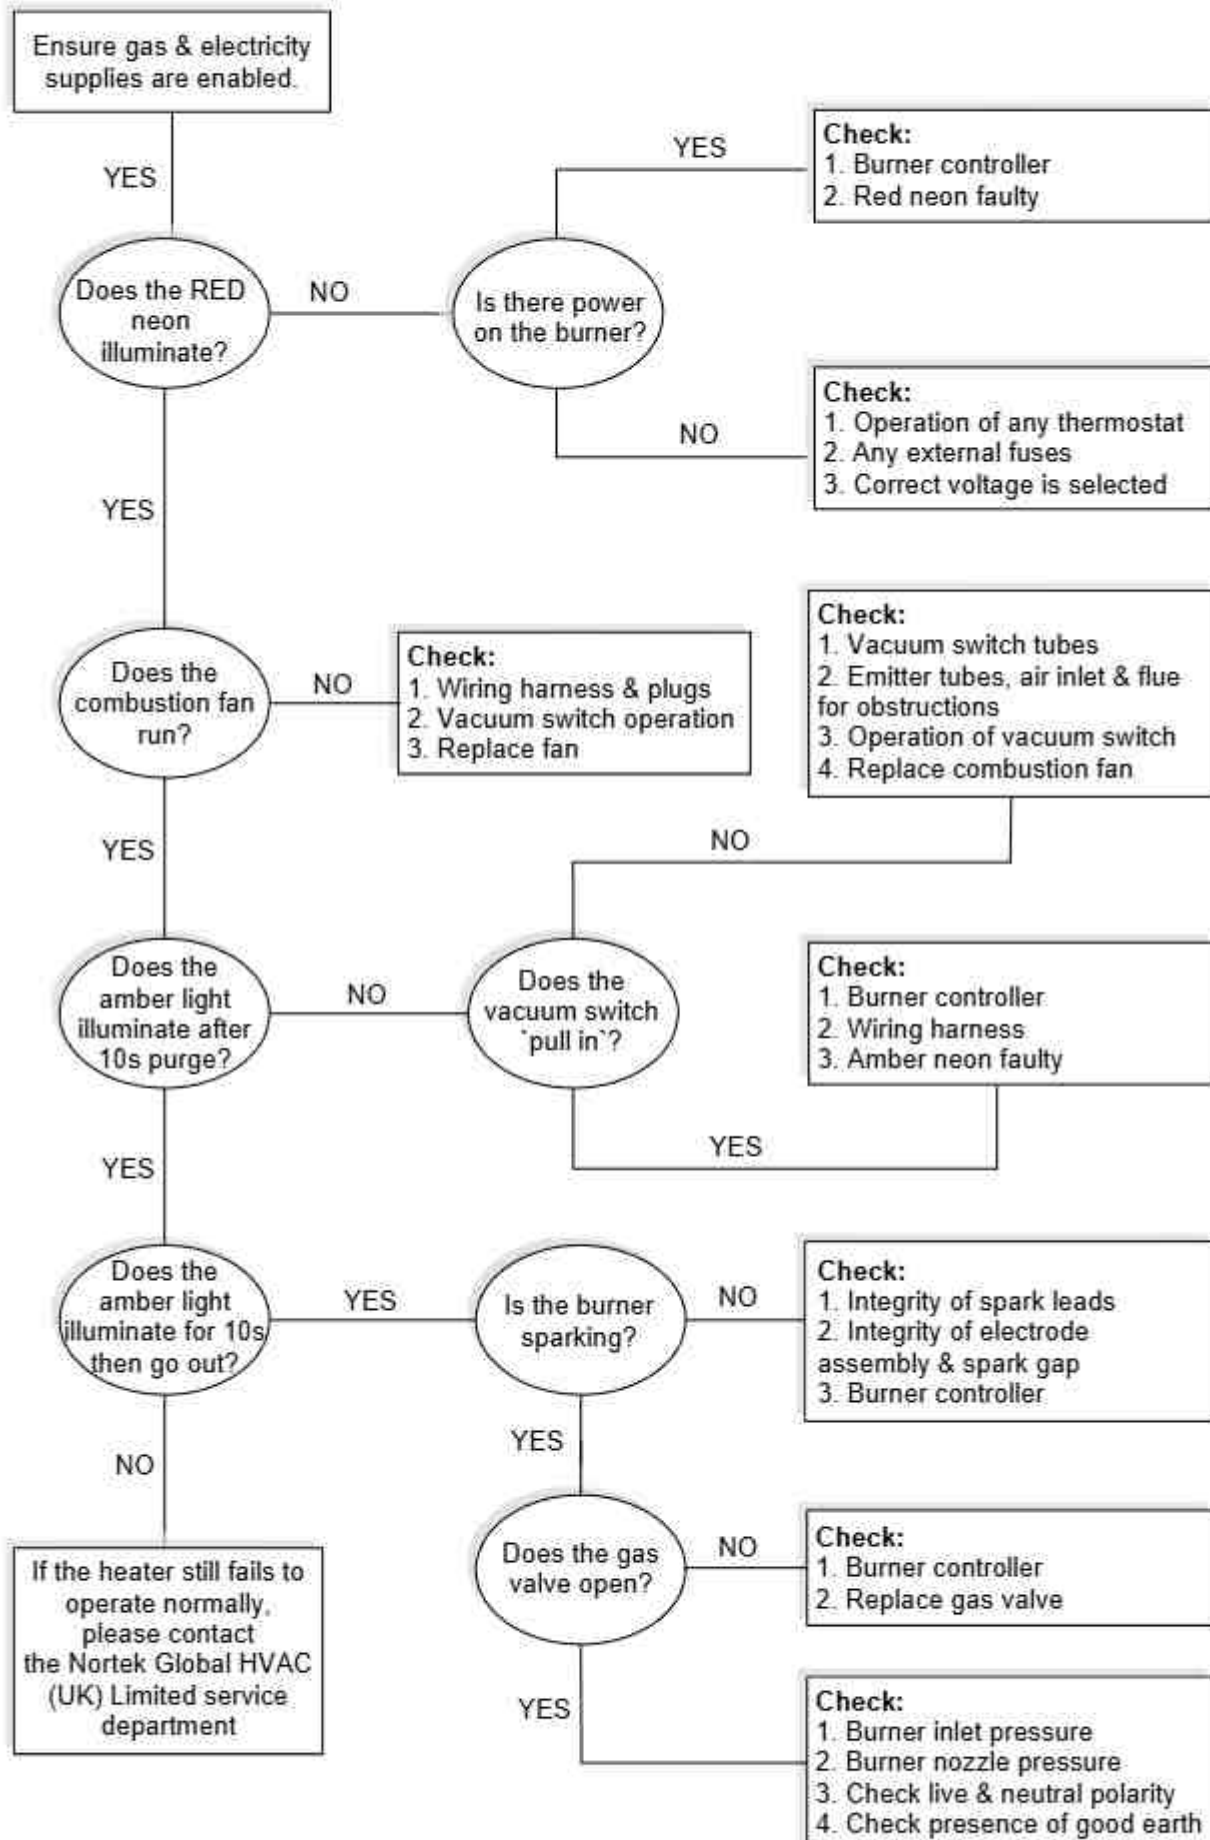 Ensure gas & electricity
supplies are enabled.
YES
Does the RED
neon
illuminate?
NO
Is there power
on the burner?
YES
Check:
1. Burner controller
2. Red neon faulty
NO
Check:
1. Operation of any thermostat
2. Any external fuses
3. Correct voltage is selected
YES
Does the
combustion fan
run?
NO
Check:
1. Wiring harness & plugs
2. Vacuum switch operation
3. Replace fan
YES
Does the
amber light
illuminate after
10s purge?
NO
Does the
vacuum switch
`pull in`?
NO
Check:
1. Vacuum switch tubes
2. Emitter tubes, air inlet & flue
for obstructions
3. Operation of vacuum switch
4. Replace combustion fan
YES
Check:
1. Burner controller
2. Wiring harness
3. Amber neon faulty
YES
Does the
amber light
illuminate for 10s
then go out?
YES
Is the burner
sparking?
NO
Check:
1. Integrity of spark leads
2. Integrity of electrode
assembly & spark gap
3. Burner controller
YES
Does the gas
valve open?
NO
Check:
1. Burner controller
2. Replace gas valve
YES
Check:
1. Burner inlet pressure
2. Burner nozzle pressure
3. Check live & neutral polarity
4. Check presence of good earth
NO
If the heater still fails to
operate normally,
please contact
the Nortek Global HVAC
(UK) Limited service
department